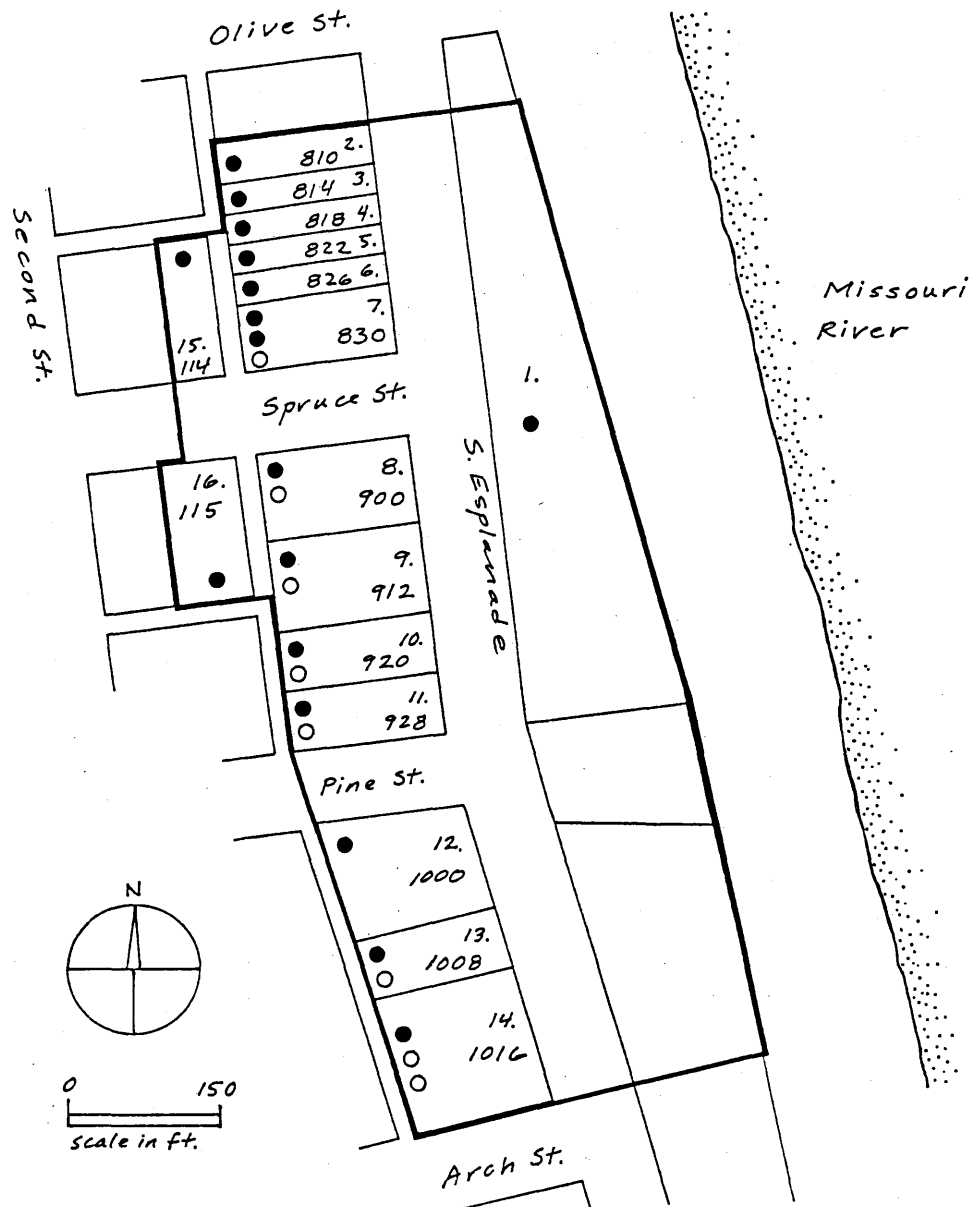 Olive St.
810 2.
814 3.
818 4.
822 5.
826 6.
7.
830
Second St.
15.
114
Missouri
River
1.
Spruce St.
S. Esplanade
16.
115
8.
900
9.
912
10.
920
11.
928
Pine St.
12.
1000
N
13.
1008
14.
1016
0 150
scale in ft.
Arch St.